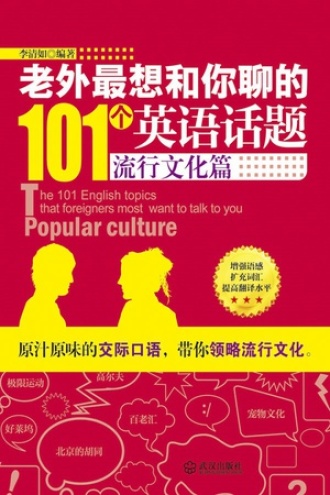 李洁如◎编著
老外最想和你聊的
101个英语话题
流行文化篇
The 101 English topics
that foreigners most want to talk to you
Popular culture
增强语感
扩充词汇
提高翻译水平
原汁原味的交际口语，带你领略流行文化。
极限运动
高尔夫
好莱坞
百老汇
宠物文化
北京的胡同
武汉出版社